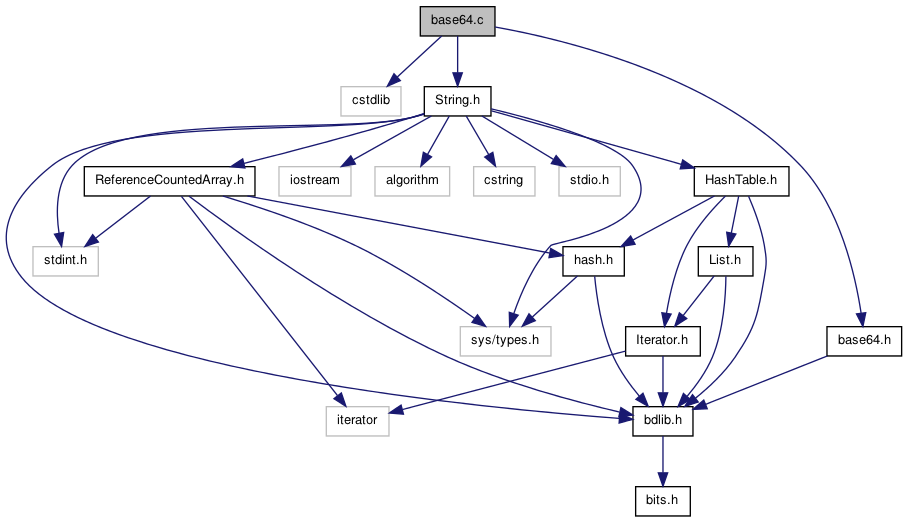 base64.c
cstdlib
String.h
ReferenceCountedArray.h
iostream
algorithm
cstring
stdio.h
HashTable.h
stdint.h
hash.h
List.h
sys/types.h
Iterator.h
base64.h
iterator
bdlib.h
bits.h